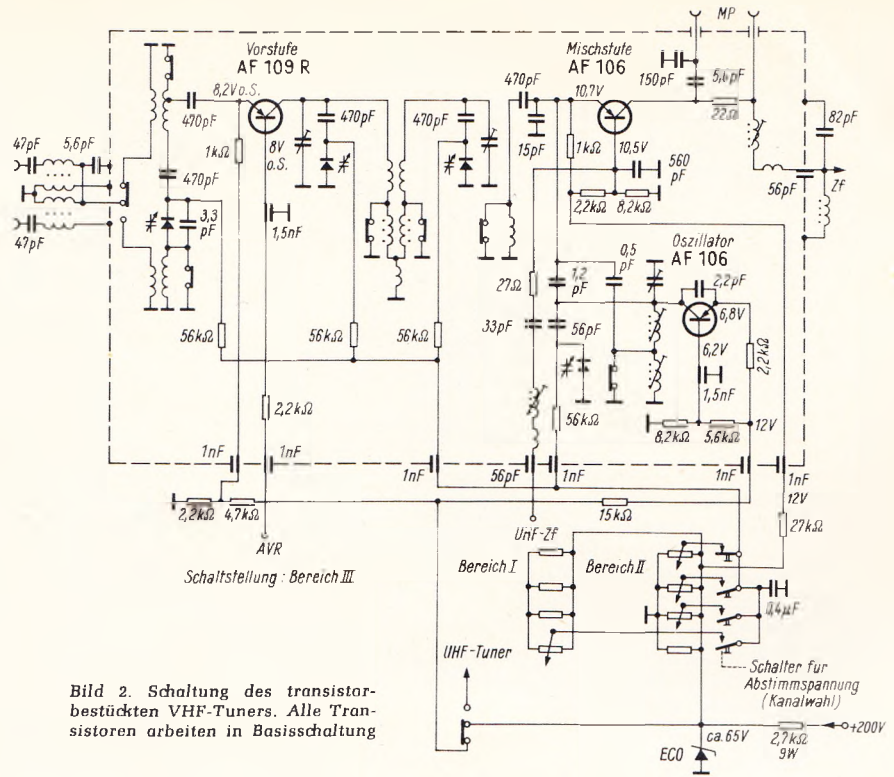 MP
Vorstufe
AF 109 R
Mischstufe
AF 106
8,2V o.S.
470pF
1kΩ
8V
o.S.
470pF
470pF
470pF
15pF
10,7V
150pF
5,6pF
22Ω
82pF
47pF
5,6pF
470pF
3,3
pF
47pF
1,5nF
1kΩ
10,5V
560
pF
2,2kΩ
8,2kΩ
56pF
Zf
Oszillator
AF 106
27Ω
1,2
pF
0,5
pF
2,2pF
33pF
56pF
6,8V
6,2V
2,2kΩ
1,5nF
56kΩ
56kΩ
56kΩ
56kΩ
2,2kΩ
8,2kΩ
5,6kΩ
12V
1nF
1nF
1nF
56pF
1nF
1nF
1nF
12V
2,2kΩ
4,7kΩ
15kΩ
27kΩ
AVR
UHF-Zf
Schaltstellung: Bereich III
Bereich I
Bereich II
0,4µF
UHF-Tuner
Schalter für
Abstimmspannung
(Kanalwahl)
ca. 65V
2,7kΩ
9W
+200V
ECO
Bild 2. Schaltung des transistor-
bestückten VHF-Tuners. Alle Tran-
sistoren arbeiten in Basisschaltung